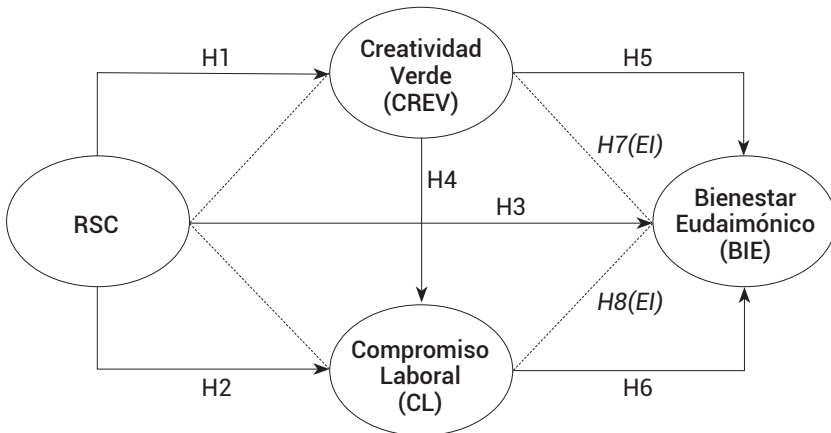 Creatividad
Verde
(CREV)
H1
H5
H7(EI)
H4
RSC
H3
Bienestar
Eudaimónico
(BIE)
H8(EI)
Compromiso
Laboral
(CL)
H2
H6